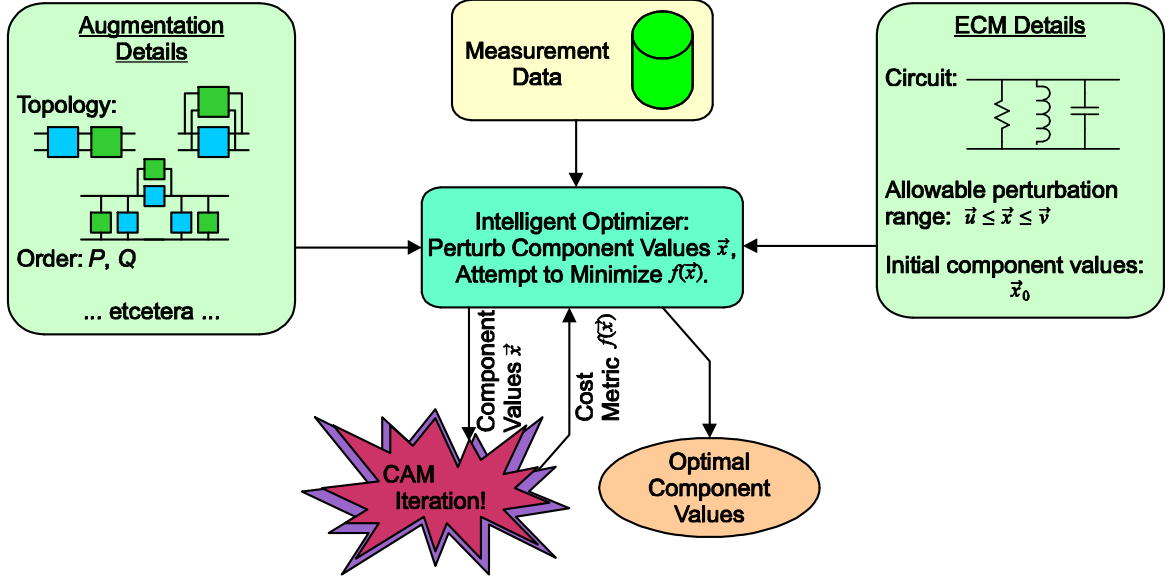 Augmentation
Details
Topology:
Order: P, Q
... etcetera ...
Measurement
Data
ECM Details
Circuit:
Allowable perturbation
range: u⃗ ≤ x⃗ ≤ v⃗
Initial component values:
x⃗₀
Intelligent Optimizer:
Perturb Component Values x⃗,
Attempt to Minimize f(x⃗).
Component
Values x⃗
Cost
Metric f(x⃗)
CAM
Iteration!
Optimal
Component
Values